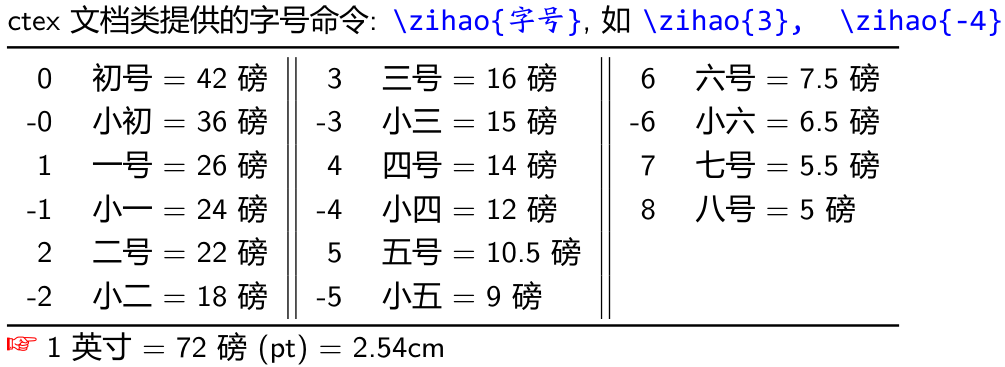 ctex 文档类提供的字号命令: \zihao{字号}, 如 \zihao{3}, \zihao{-4}
0 初号 = 42 磅 3 三号 = 16 磅 6 六号 = 7.5 磅
-0 小初 = 36 磅 -3 小三 = 15 磅 -6 小六 = 6.5 磅
1 一号 = 26 磅 4 四号 = 14 磅 7 七号 = 5.5 磅
-1 小一 = 24 磅 -4 小四 = 12 磅 8 八号 = 5 磅
2 二号 = 22 磅 5 五号 = 10.5 磅
-2 小二 = 18 磅 -5 小五 = 9 磅
☞ 1 英寸 = 72 磅 (pt) = 2.54cm